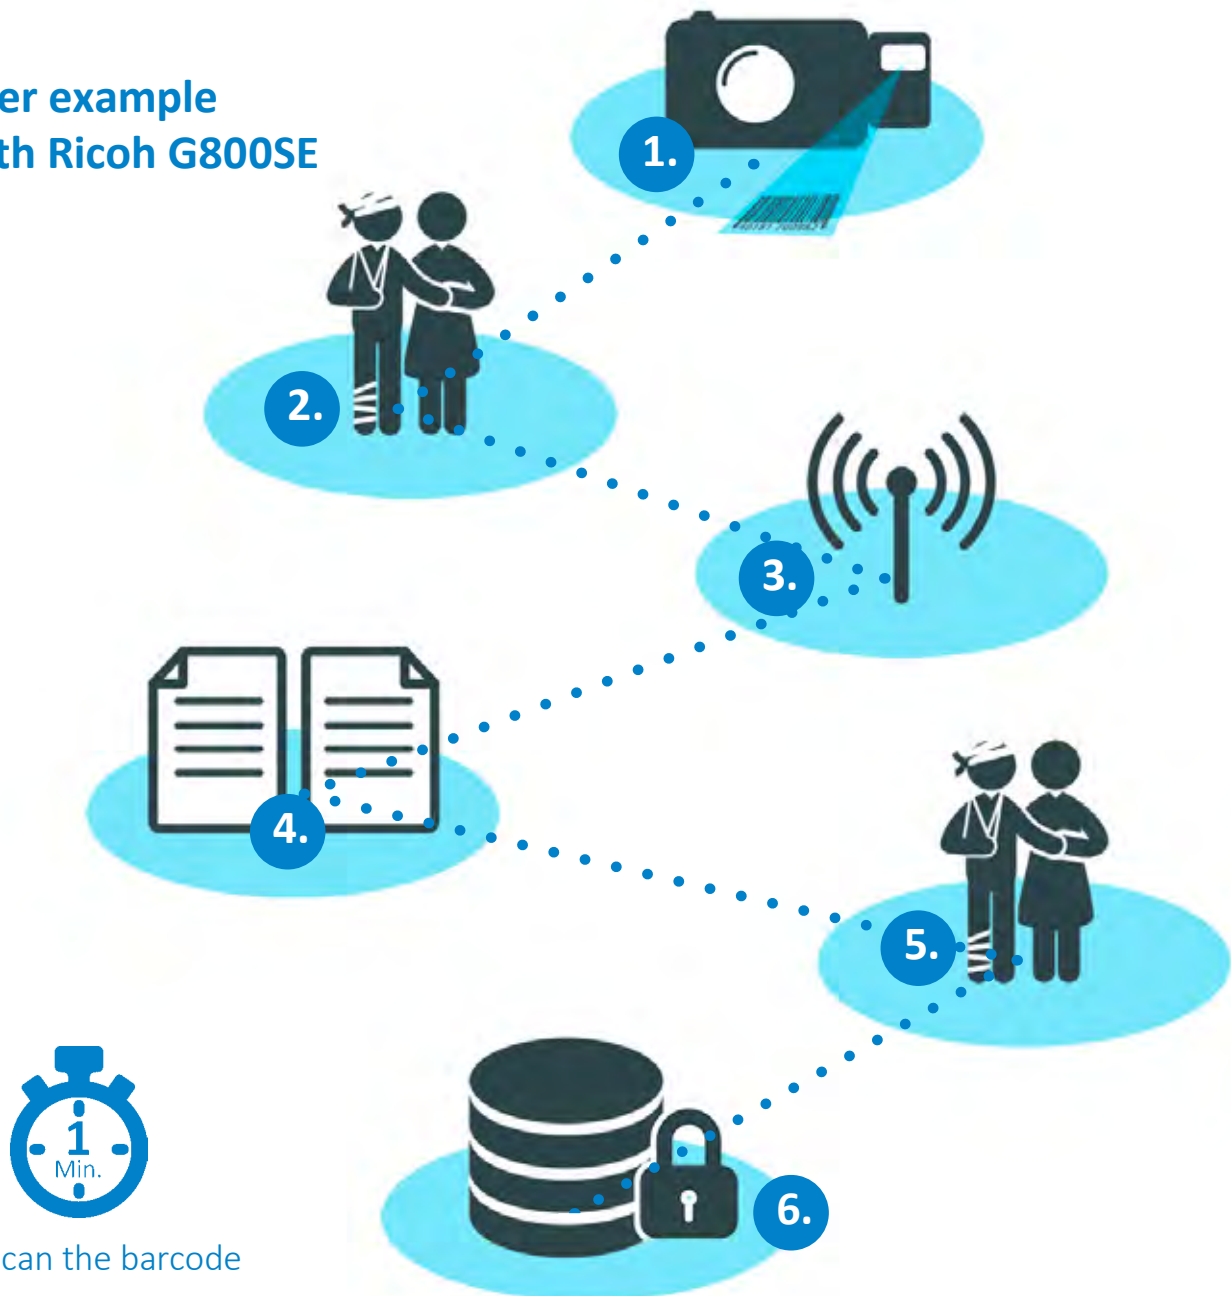 er example
th Ricoh G800SE
1.
2.
3.
4.
5.
1
Min.
6.
can the barcode